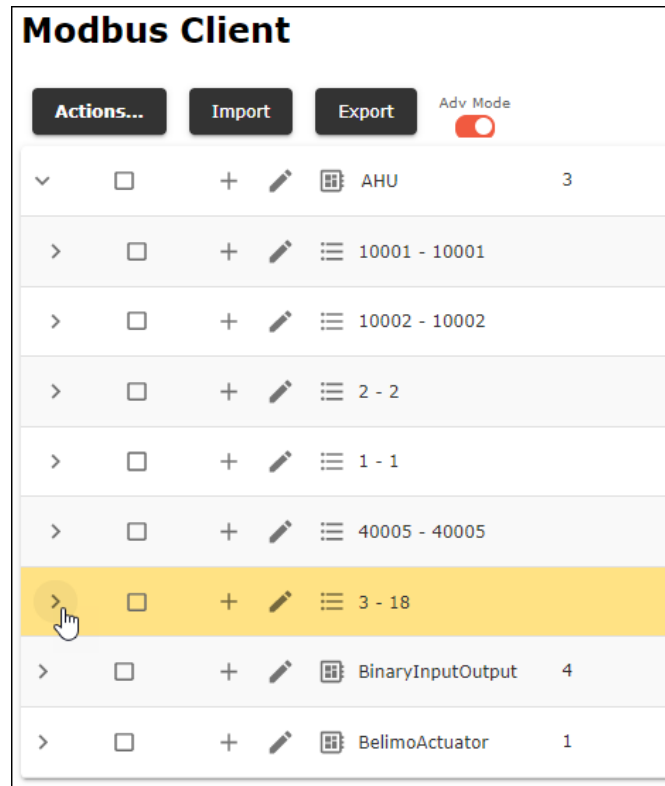 Modbus Client
Actions... Import Export Adv Mode
AHU 3
10001 - 10001
10002 - 10002
2 - 2
1 - 1
40005 - 40005
3 - 18
BinaryInputOutput 4
BelimoActuator 1